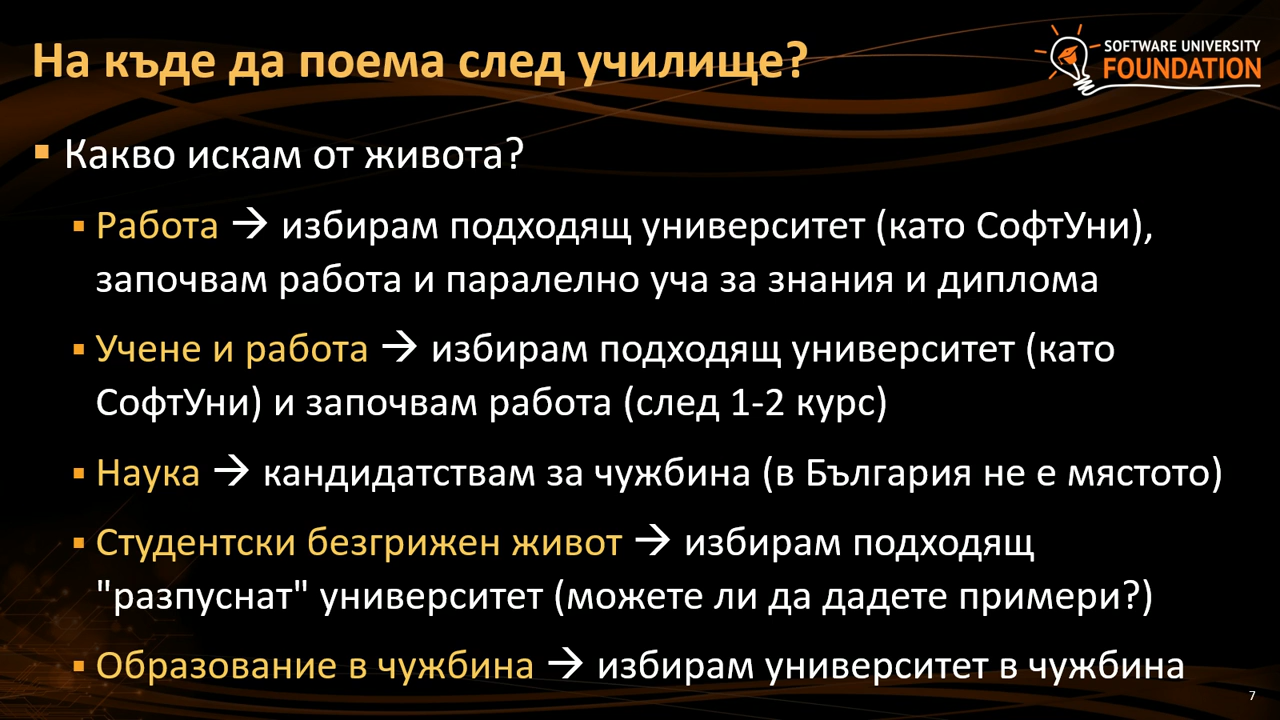 На къде да поема след училище?
SOFTWARE UNIVERSITY
FOUNDATION
▪ Какво искам от живота?
▪ Работа → избирам подходящ университет (като СофтУни),
започвам работа и паралелно уча за знания и диплома
▪ Учене и работа → избирам подходящ университет (като
СофтУни) и започвам работа (след 1-2 курс)
▪ Наука → кандидатствам за чужбина (в България не е мястото)
▪ Студентски безгрижен живот → избирам подходящ
"разпуснат" университет (можете ли да дадете примери?)
▪ Образование в чужбина → избирам университет в чужбина
7